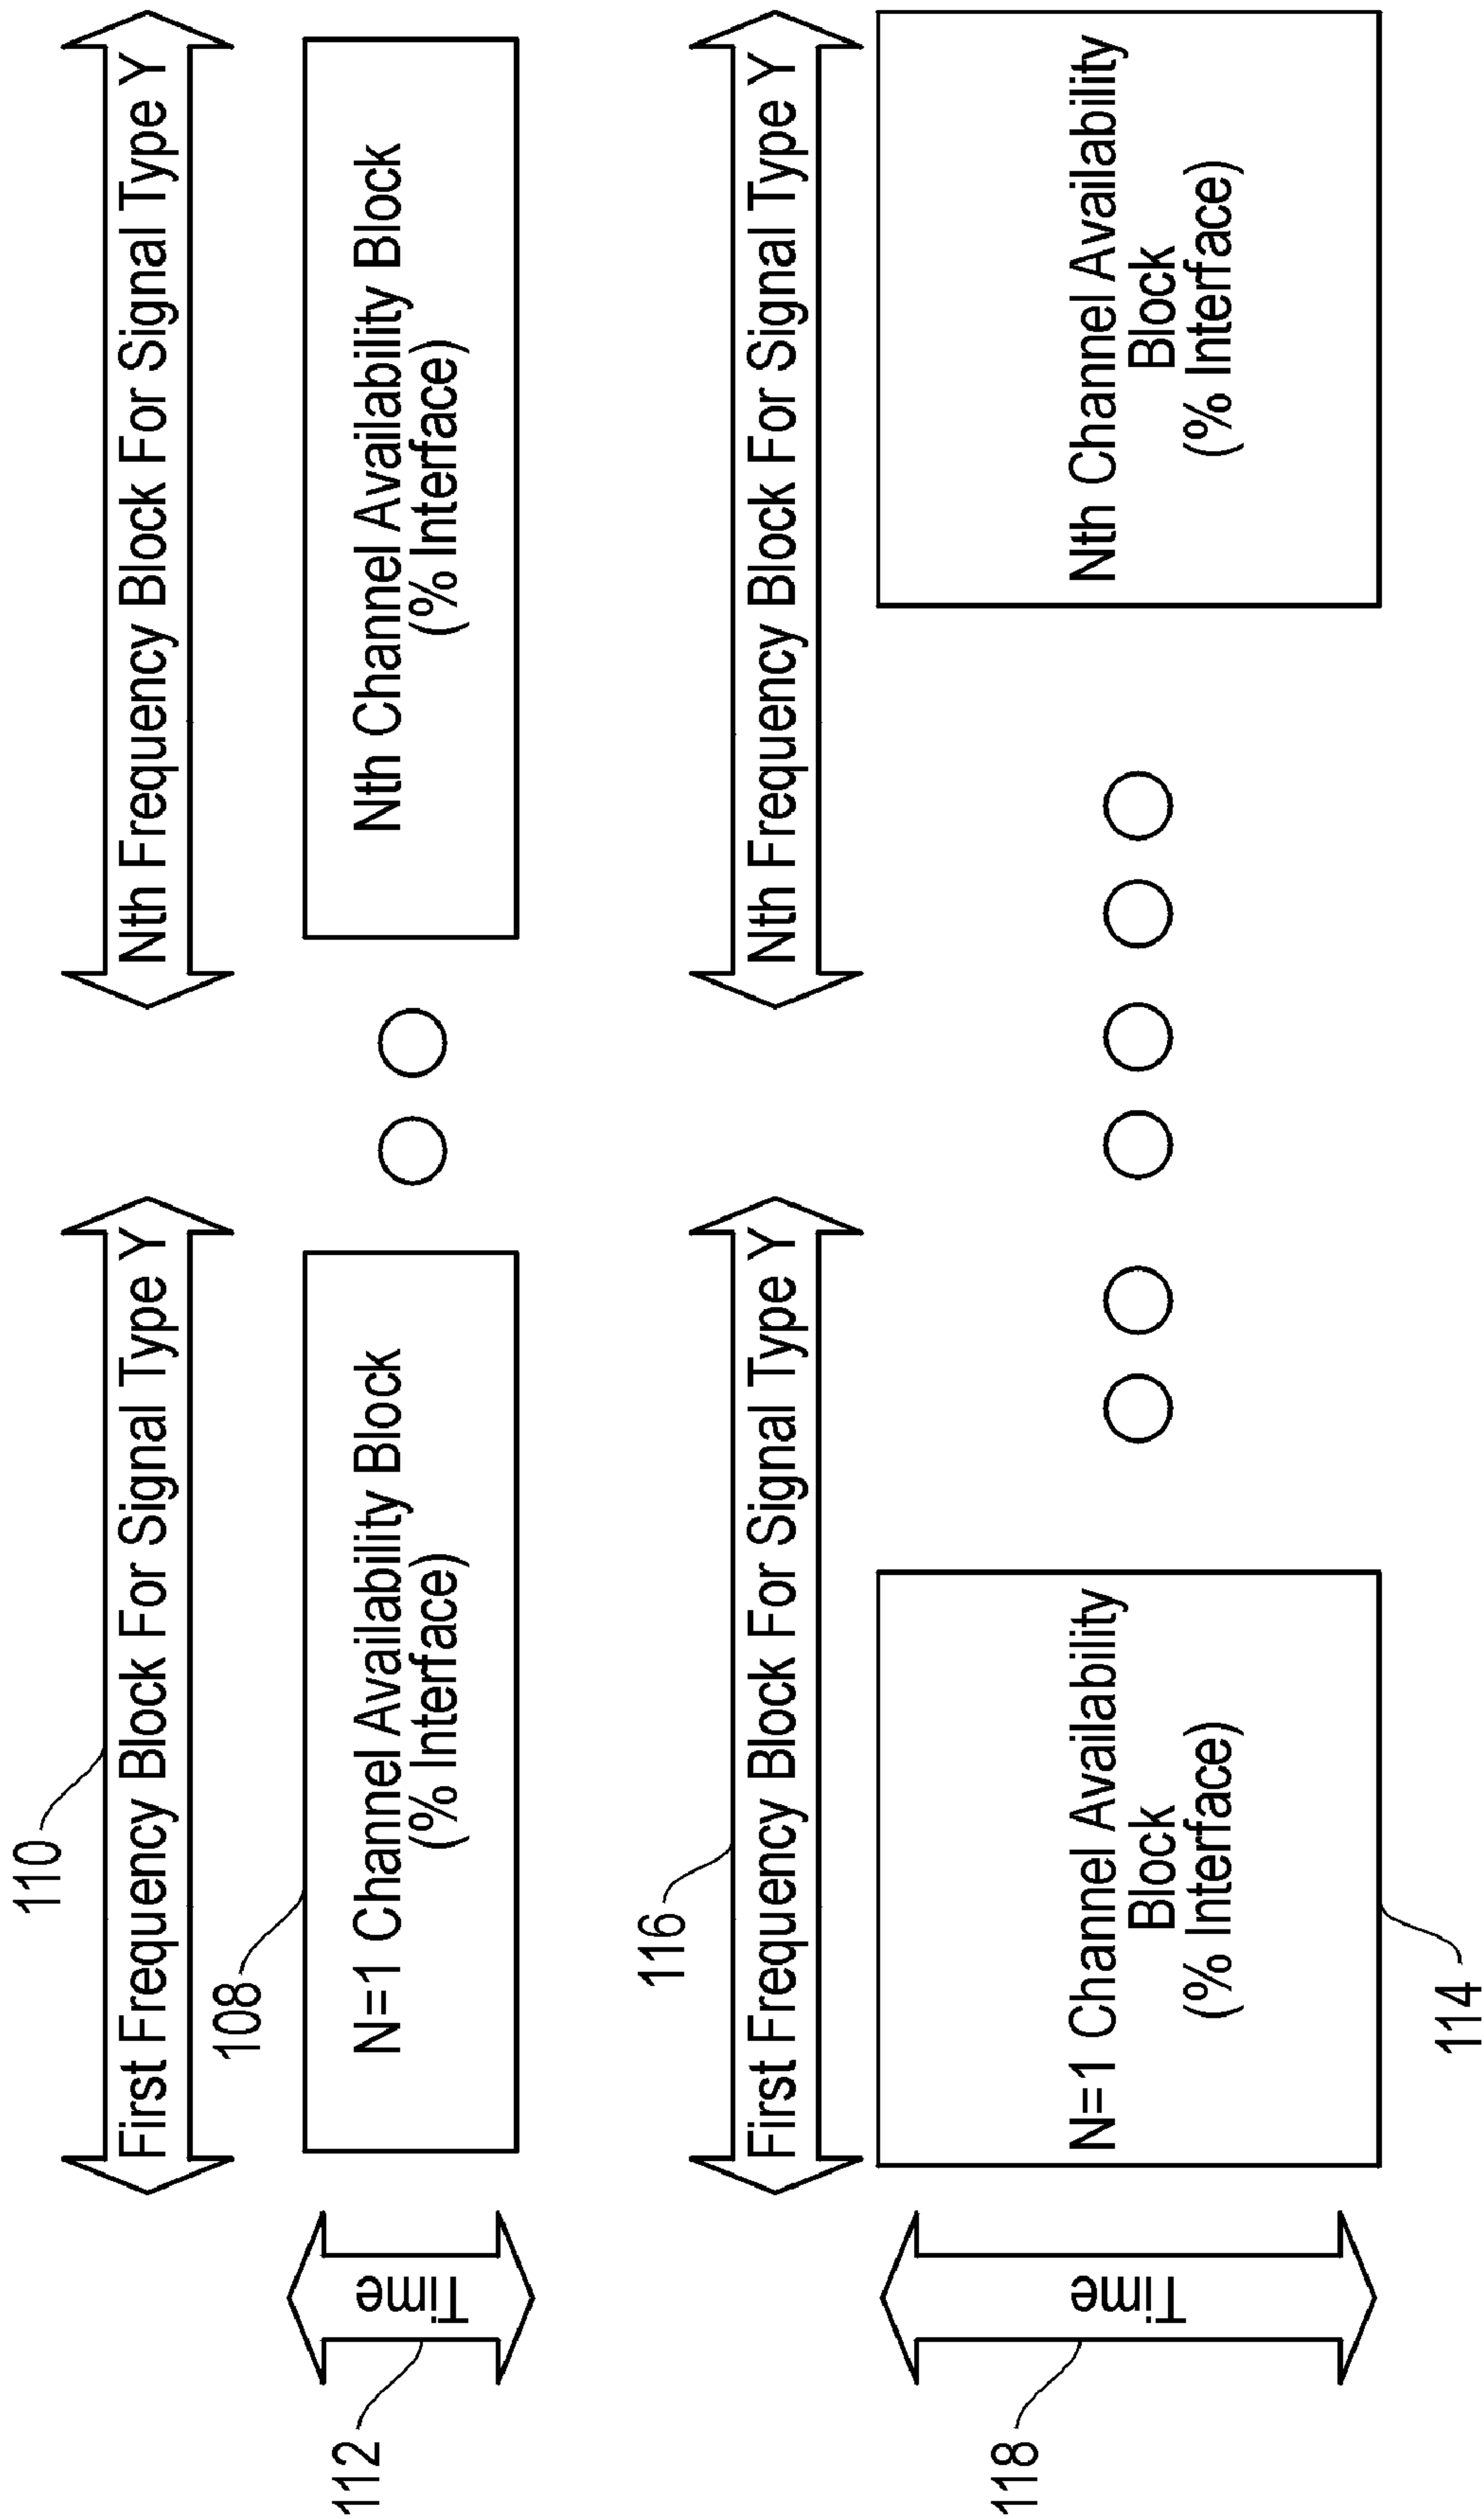 110
First Frequency Block For Signal Type Y
Nth Frequency Block For Signal Type Y
108
112
Time
N=1 Channel Availability Block
(% Interface)
Nth Channel Availability Block
(% Interface)
116
First Frequency Block For Signal Type Y
Nth Frequency Block For Signal Type Y
118
Time
N=1 Channel Availability
Block
(% Interface)
Nth Channel Availability
Block
(% Interface)
114